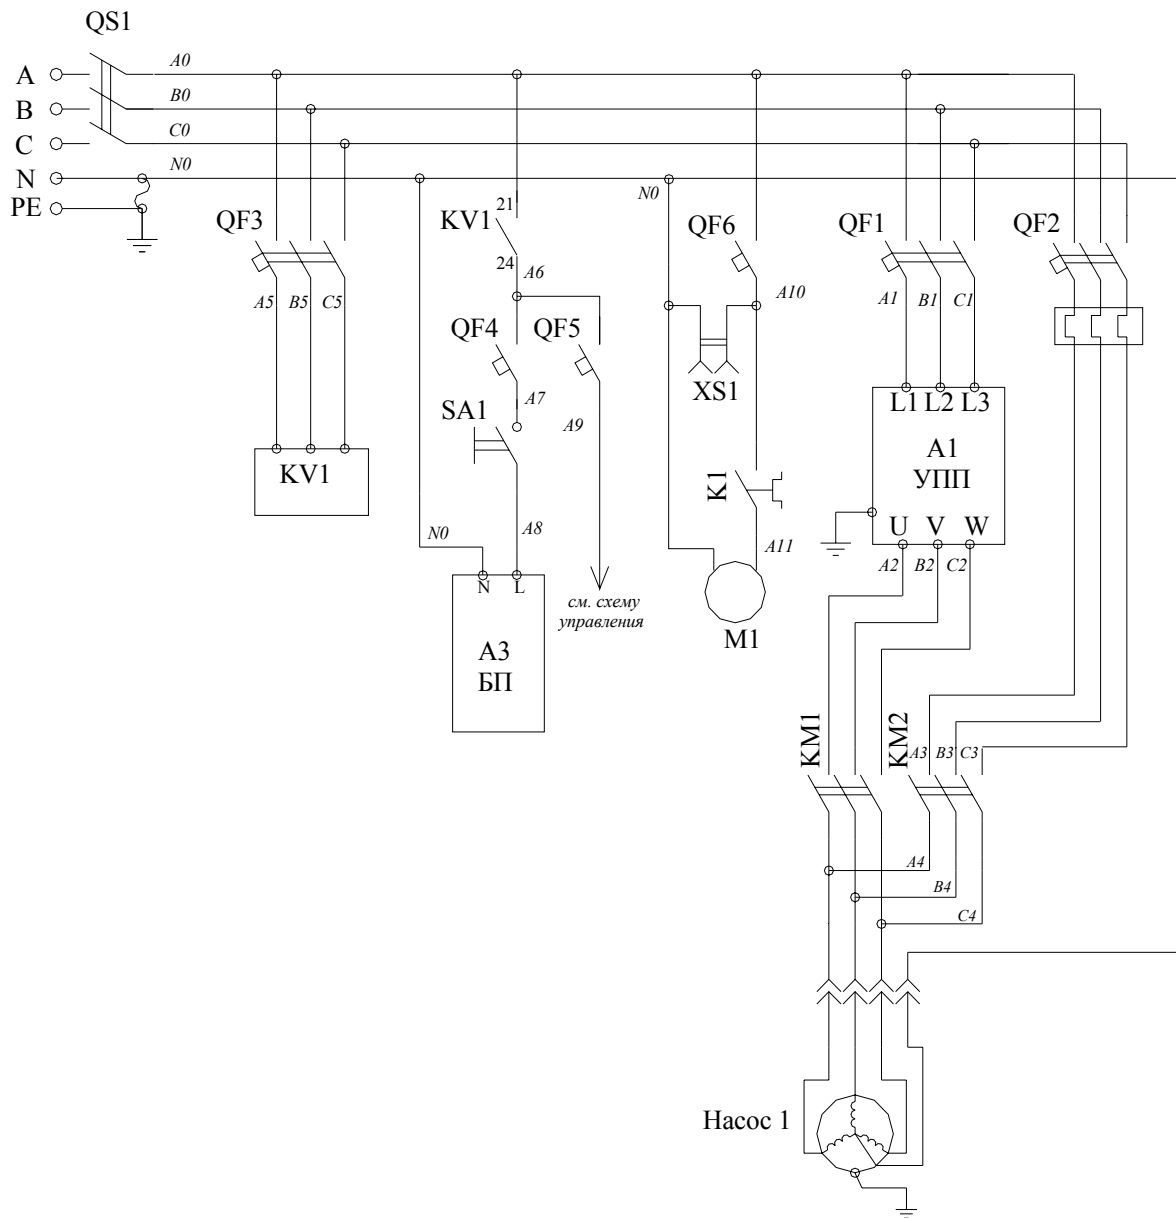 QS1
A
A0
B
B0
C
C0
N
N0
PE
QF3
A5
B5
C5
KV1
KV1
21
24
A6
QF4
QF5
A7
SA1
A9
A8
N0
N
L
A3
БП
см. схему
управления
N0
QF6
A10
XS1
K1
A11
M1
QF1
A1
B1
C1
L1 L2 L3
A1
УПП
U V W
A2
B2
C2
QF2
KM1
KM2
A3
B3
C3
A4
B4
C4
Насос 1